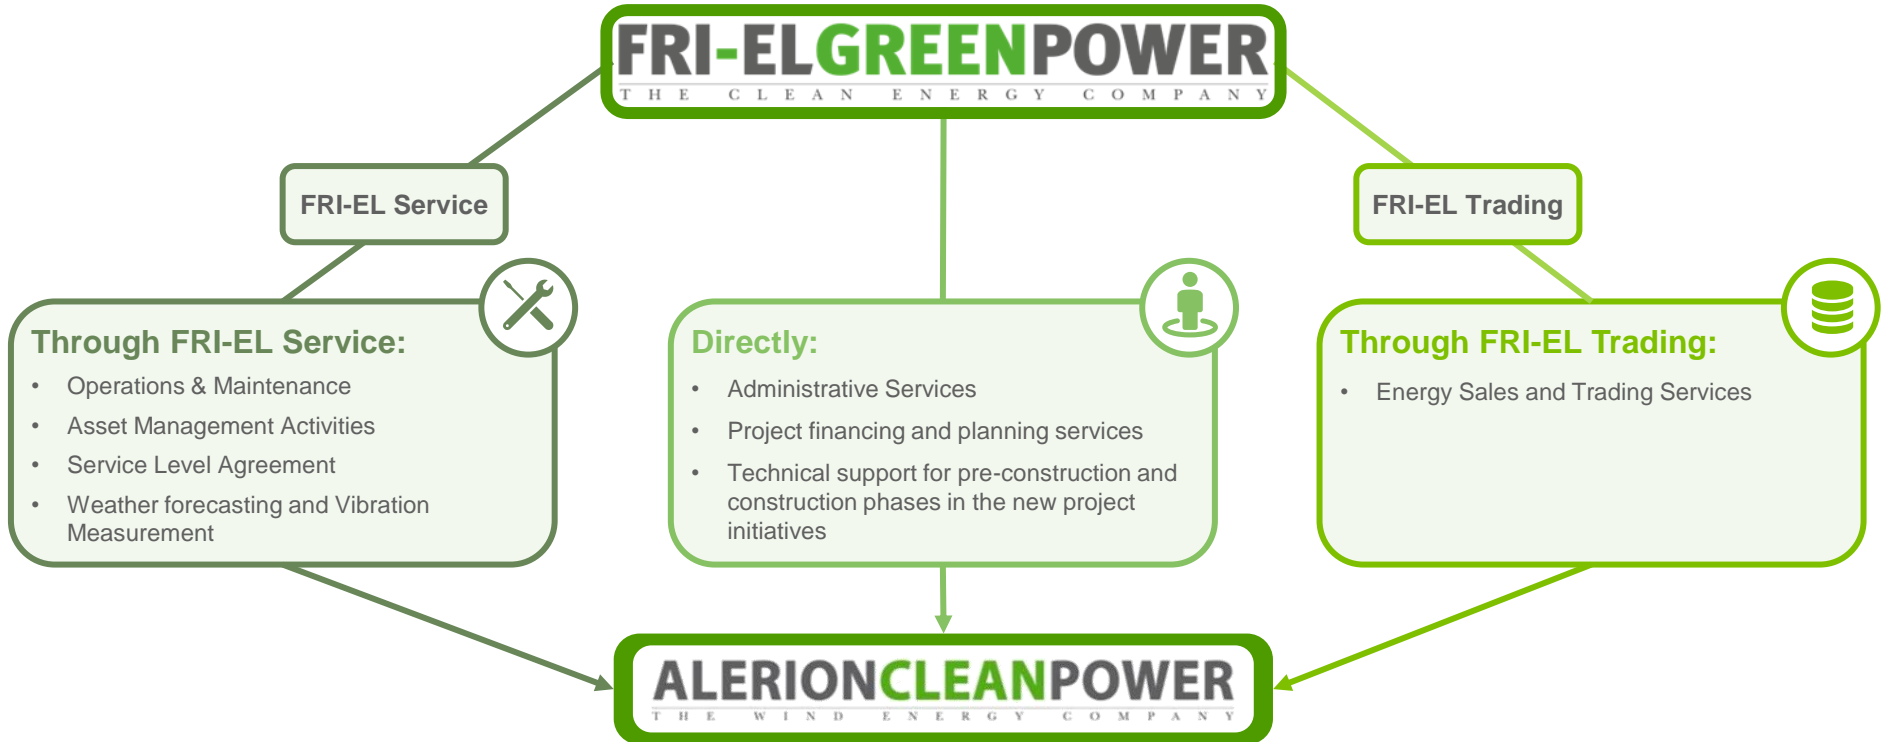 FRI-ELGREENPOWER
THE CLEAN ENERGY COMPANY
FRI-EL Service
FRI-EL Trading
Through FRI-EL Service:
• Operations & Maintenance
• Asset Management Activities
• Service Level Agreement
• Weather forecasting and Vibration
Measurement
Directly:
• Administrative Services
• Project financing and planning services
• Technical support for pre-construction and
construction phases in the new project
initiatives
Through FRI-EL Trading:
• Energy Sales and Trading Services
ALERIONCLEANPOWER
THE WIND ENERGY COMPANY